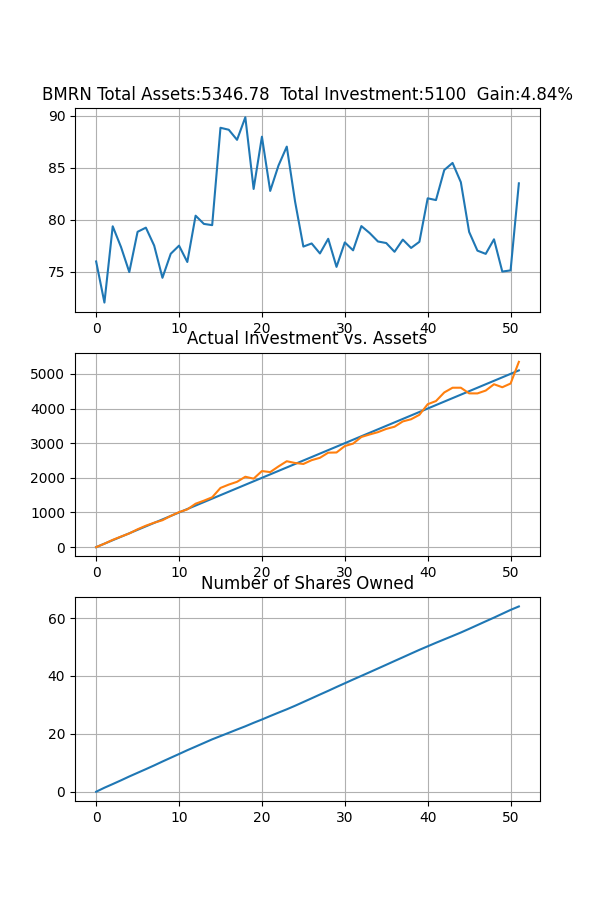 BMRN Total Assets:5346.78  Total Investment:5100  Gain:4.84%
90
85
80
75
0 10 20 30 40 50
Actual Investment vs. Assets
5000
4000
3000
2000
1000
0
0 10 20 30 40 50
Number of Shares Owned
60
40
20
0
0 10 20 30 40 50